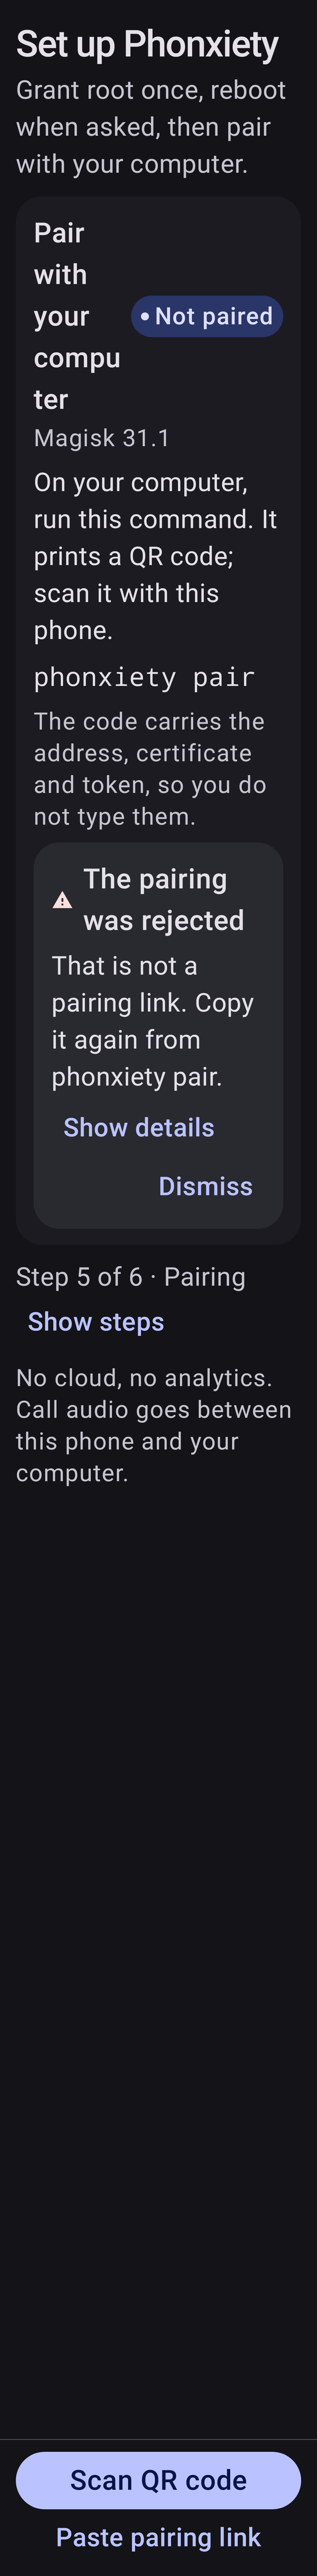 Set up Phonxiety
Grant root once, reboot
when asked, then pair
with your computer.
Pair
with
your
compu
ter
• Not paired
Magisk 31.1
On your computer,
run this command. It
prints a QR code;
scan it with this
phone.
phonxiety pair
The code carries the
address, certificate
and token, so you do
not type them.
The pairing
was rejected
That is not a
pairing link. Copy
it again from
phonxiety pair.
Show details
Dismiss
Step 5 of 6 · Pairing
Show steps
No cloud, no analytics.
Call audio goes between
this phone and your
computer.
Scan QR code
Paste pairing link